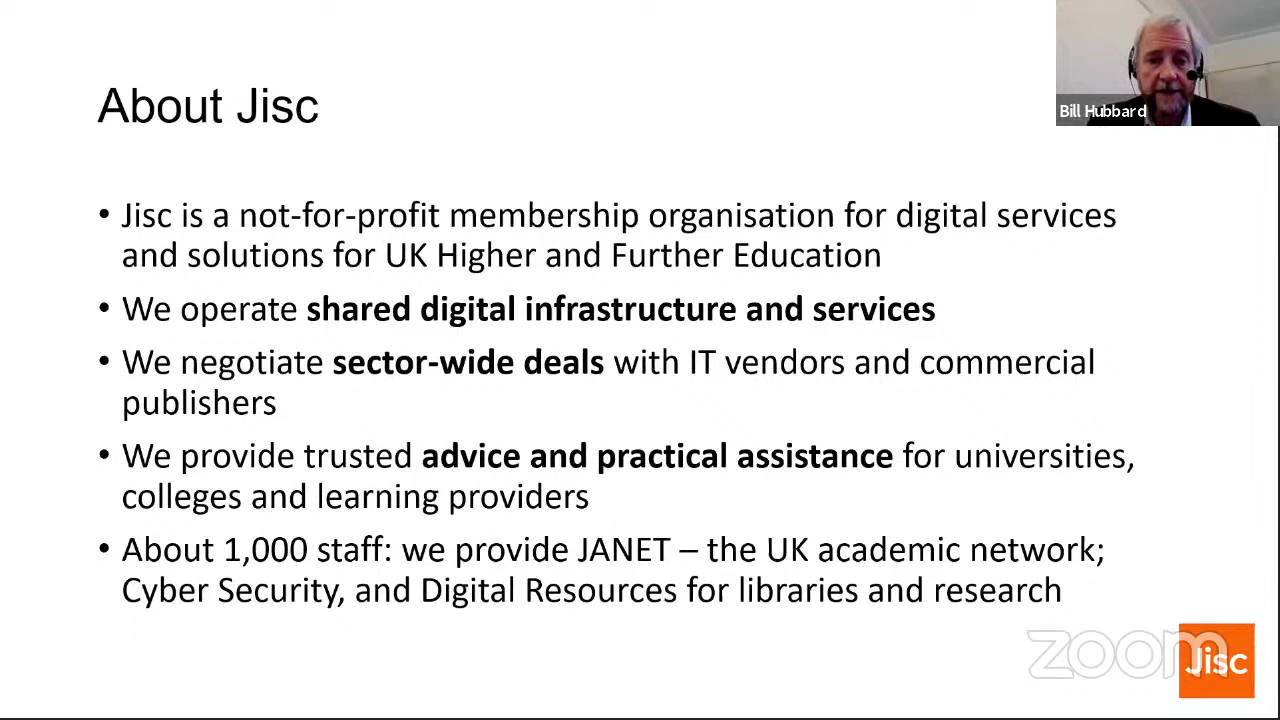 About Jisc
Bill Hubbard
• Jisc is a not-for-profit membership organisation for digital services
and solutions for UK Higher and Further Education
• We operate shared digital infrastructure and services
• We negotiate sector-wide deals with IT vendors and commercial
publishers
• We provide trusted advice and practical assistance for universities,
colleges and learning providers
• About 1,000 staff: we provide JANET – the UK academic network;
Cyber Security, and Digital Resources for libraries and research
zoom
Jisc